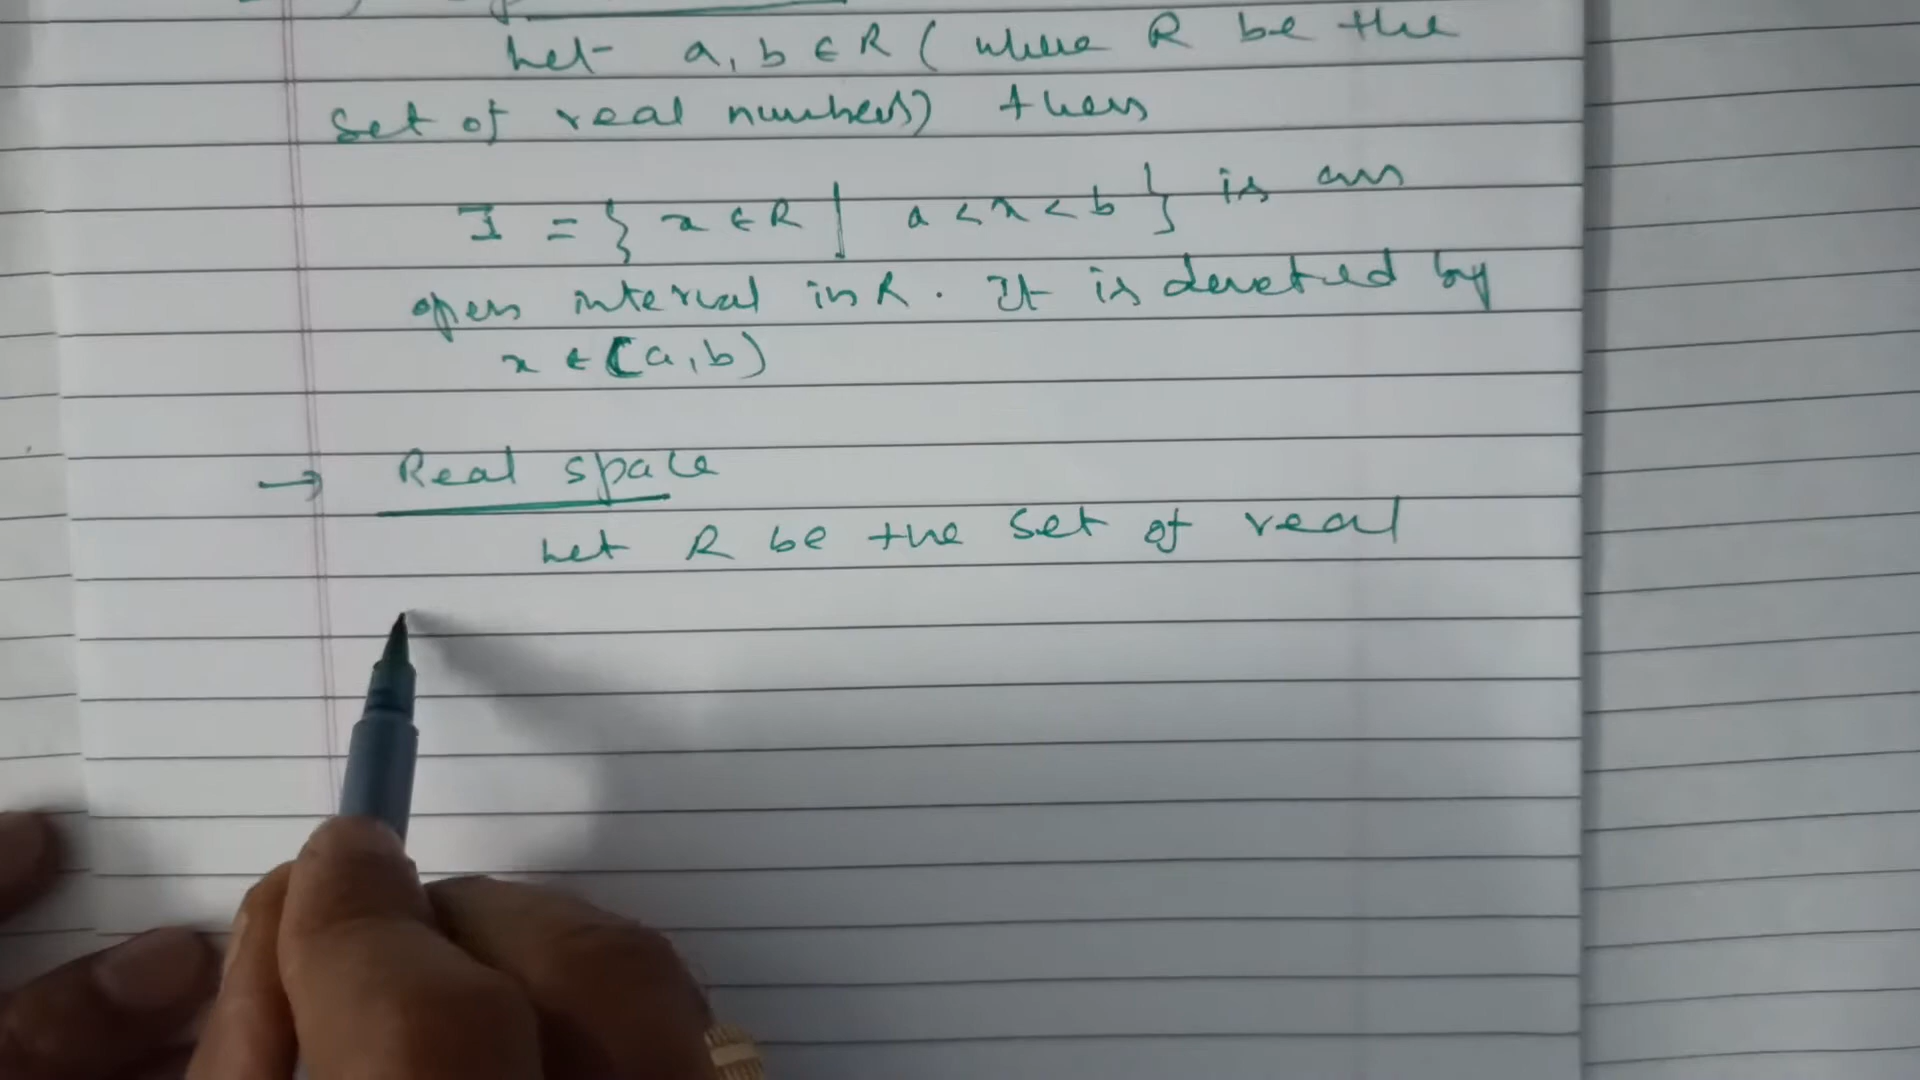 Let a, b ∈ R ( where R be the
set of real numbers) then
I = { x ∈ R | a < x < b } is an
open interval in R. It is denoted by
x ∈ (a, b)
→ Real space
Let R be the set of real